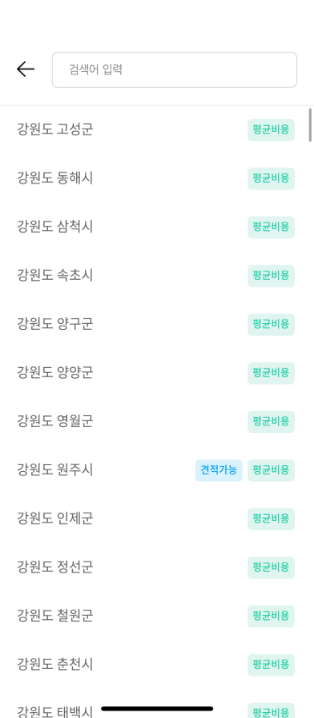 검색어 입력
강원도 고성군 평균비용
강원도 동해시 평균비용
강원도 삼척시 평균비용
강원도 속초시 평균비용
강원도 양구군 평균비용
강원도 양양군 평균비용
강원도 영월군 평균비용
강원도 원주시 견적가능 평균비용
강원도 인제군 평균비용
강원도 정선군 평균비용
강원도 철원군 평균비용
강원도 춘천시 평균비용
강원도 태백시 평균비용